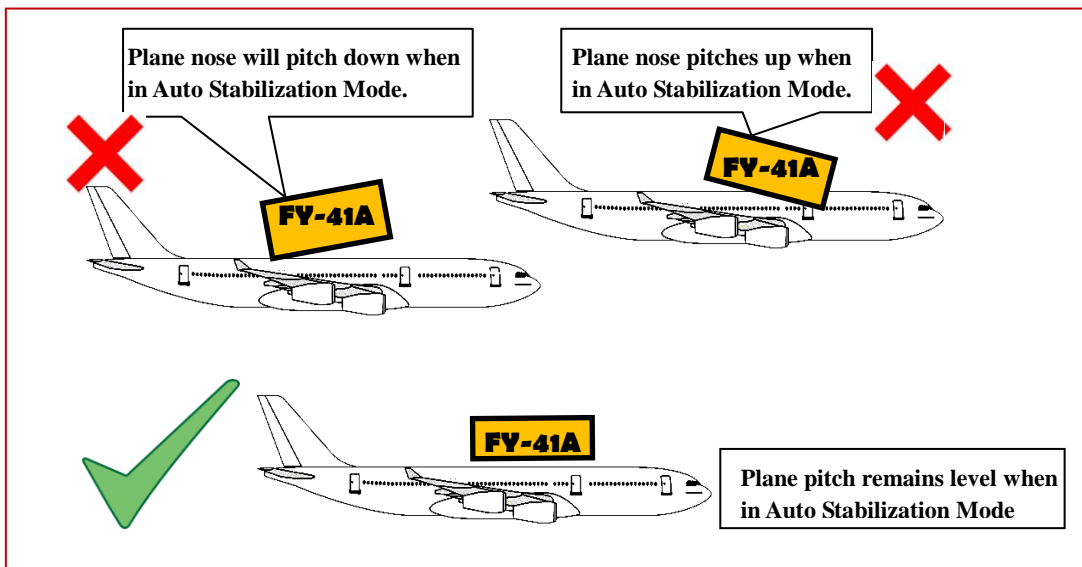 Plane nose will pitch down when
in Auto Stabilization Mode.
Plane nose pitches up when
in Auto Stabilization Mode.
FY-41A
FY-41A
FY-41A
Plane pitch remains level when
in Auto Stabilization Mode